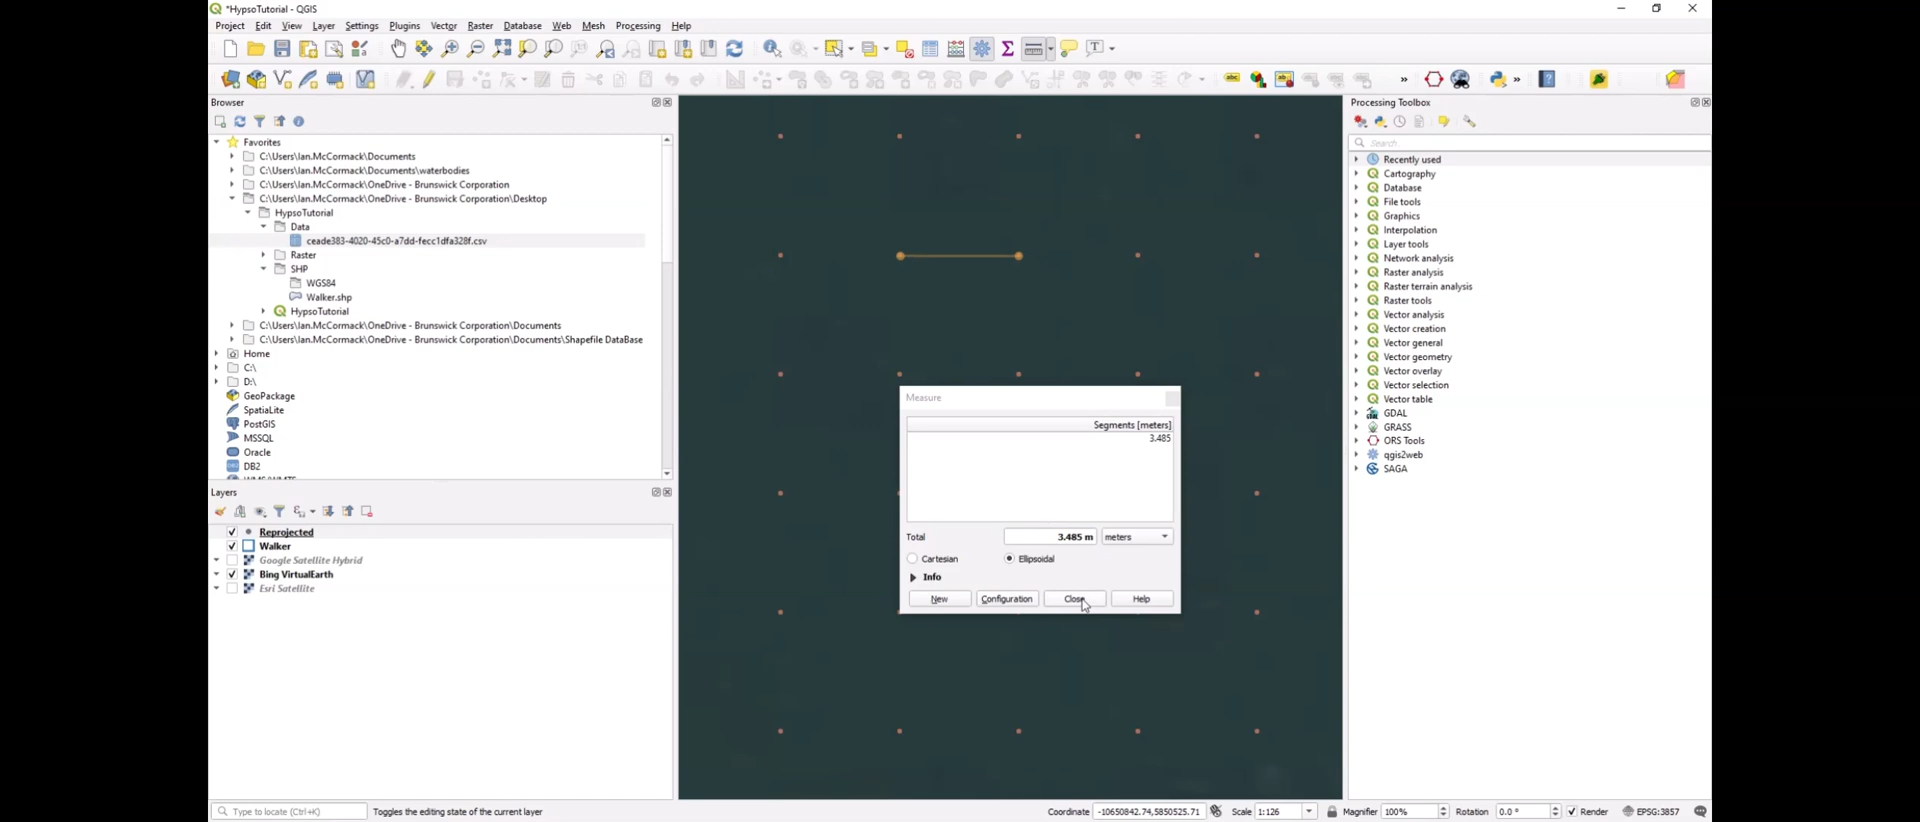 *HypsoTutorial - QGIS
Project Edit View Layer Settings Plugins Vector Raster Database Web Mesh Processing Help
Browser
Favorites
C:\Users\Ian.McCormack\Documents
C:\Users\Ian.McCormack\Documents\waterbodies
C:\Users\Ian.McCormack\OneDrive - Brunswick Corporation
C:\Users\Ian.McCormack\OneDrive - Brunswick Corporation\Desktop
HypsoTutorial
Data
ceade383-4020-45c0-a7dd-fecc1dfa328f.csv
Raster
SHP
WGS84
Walker.shp
HypsoTutorial
C:\Users\Ian.McCormack\OneDrive - Brunswick Corporation\Documents
C:\Users\Ian.McCormack\OneDrive - Brunswick Corporation\Documents\Shapefile DataBase
Home
C:\
D:\
GeoPackage
SpatiaLite
PostGIS
MSSQL
Oracle
DB2
Layers
Reprojected
Walker
Google Satellite Hybrid
Bing VirtualEarth
Esri Satellite
Measure
Segments [meters]
3.485
Total 3.485 m meters
Cartesian Ellipsoidal
Info
New Configuration Close Help
Processing Toolbox
Search
Recently used
Cartography
Database
File tools
Graphics
Interpolation
Layer tools
Network analysis
Raster analysis
Raster terrain analysis
Raster tools
Vector analysis
Vector creation
Vector general
Vector geometry
Vector overlay
Vector selection
Vector table
GDAL
GRASS
ORS Tools
qgis2web
SAGA
Type to locate (Ctrl+K) Toggles the editing state of the current layer Coordinate -10650842.74,5850525.71 Scale 1:126 Magnifier 100% Rotation 0.0 ° Render EPSG:3857